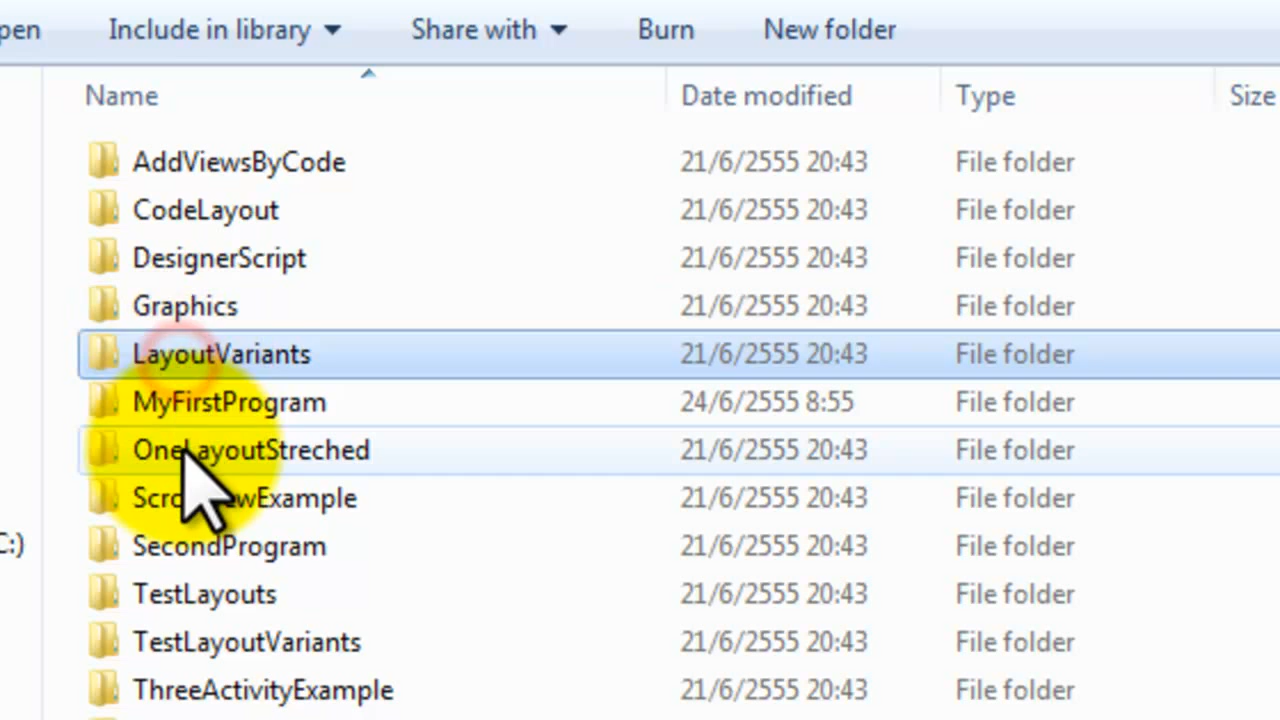 pen Include in library Share with Burn New folder
Name Date modified Type Size
AddViewsByCode 21/6/2555 20:43 File folder
CodeLayout 21/6/2555 20:43 File folder
DesignerScript 21/6/2555 20:43 File folder
Graphics 21/6/2555 20:43 File folder
LayoutVariants 21/6/2555 20:43 File folder
MyFirstProgram 24/6/2555 8:55 File folder
OneLayoutStreched 21/6/2555 20:43 File folder
ScrollViewExample 21/6/2555 20:43 File folder
C:) SecondProgram 21/6/2555 20:43 File folder
TestLayouts 21/6/2555 20:43 File folder
TestLayoutVariants 21/6/2555 20:43 File folder
ThreeActivityExample 21/6/2555 20:43 File folder